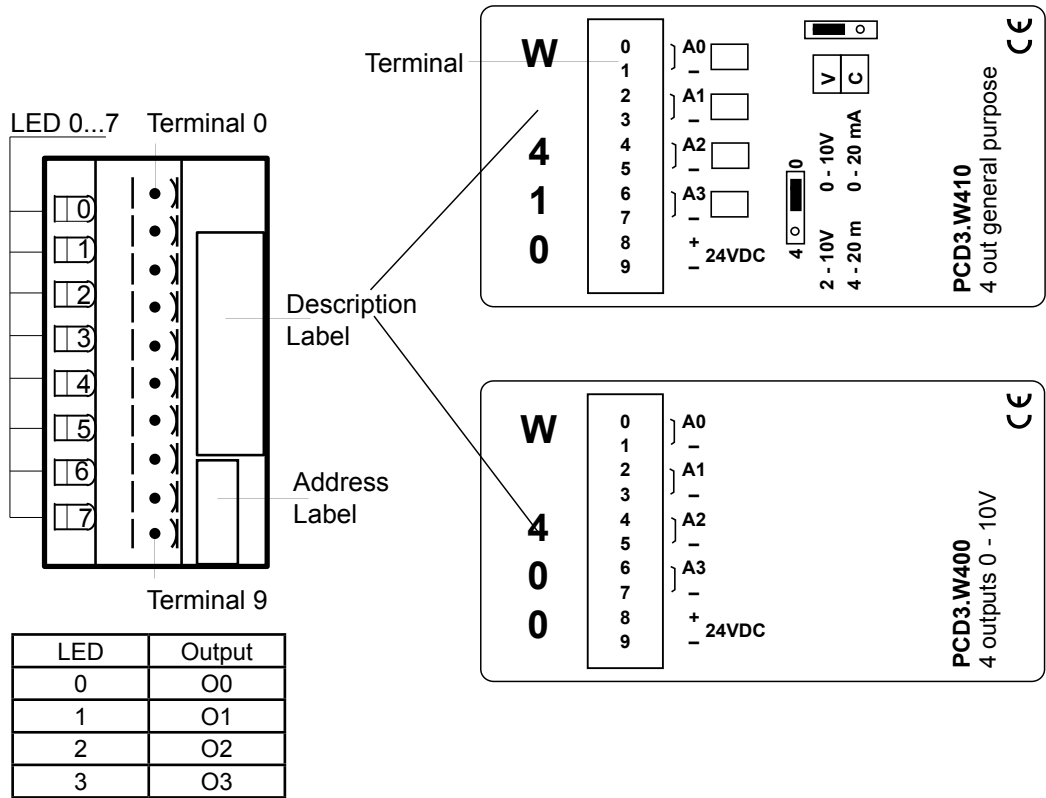 LED 0...7
Terminal 0
0
1
2
3
4
5
6
7
Terminal 9
Description
Label
Address
Label
Terminal
LED Output
0 O0
1 O1
2 O2
3 O3
W
4
1
0
0 A0
1 –
2 A1
3 –
4 A2
5 –
6 A3
7 –
8 +
9 –
24VDC
V
C
4 0
2 - 10V 0 - 10V
4 - 20 m 0 - 20 mA
PCD3.W410
4 out general purpose
CE
W
4
0
0
0 A0
1 –
2 A1
3 –
4 A2
5 –
6 A3
7 –
8 +
9 –
24VDC
PCD3.W400
4 outputs 0 - 10V
CE